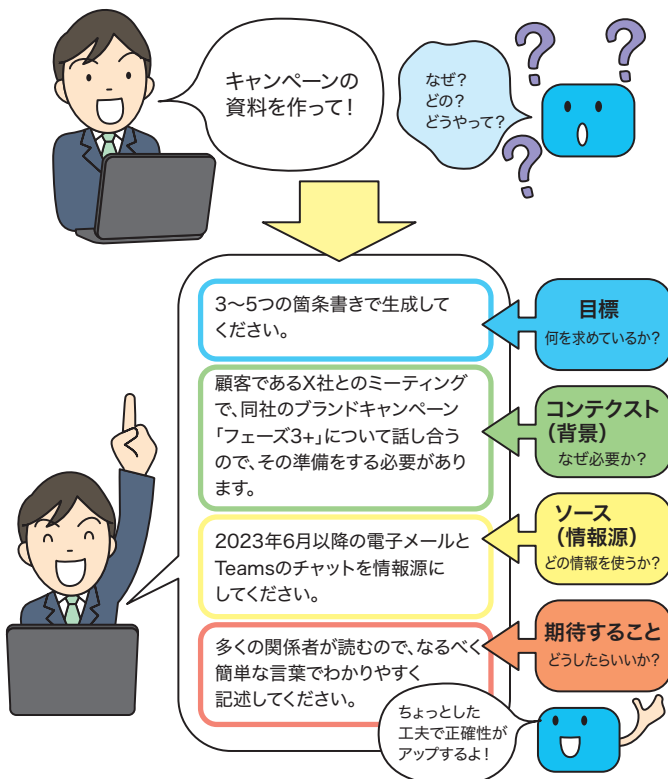 キャンペーンの
資料を作って！
なぜ？
どの？
どうやって？
？
？
？
3〜5つの箇条書きで生成して
ください。
目標
何を求めているか？
顧客であるX社とのミーティング
で、同社のブランドキャンペーン
「フェーズ3+」について話し合う
ので、その準備をする必要があり
ます。
コンテクスト
（背景）
なぜ必要か？
2023年6月以降の電子メールと
Teamsのチャットを情報源に
してください。
ソース
（情報源）
どの情報を使うか？
多くの関係者が読むので、なるべく
簡単な言葉でわかりやすく
記述してください。
期待すること
どうしたらいいか？
ちょっとした
工夫で正確性が
アップするよ！